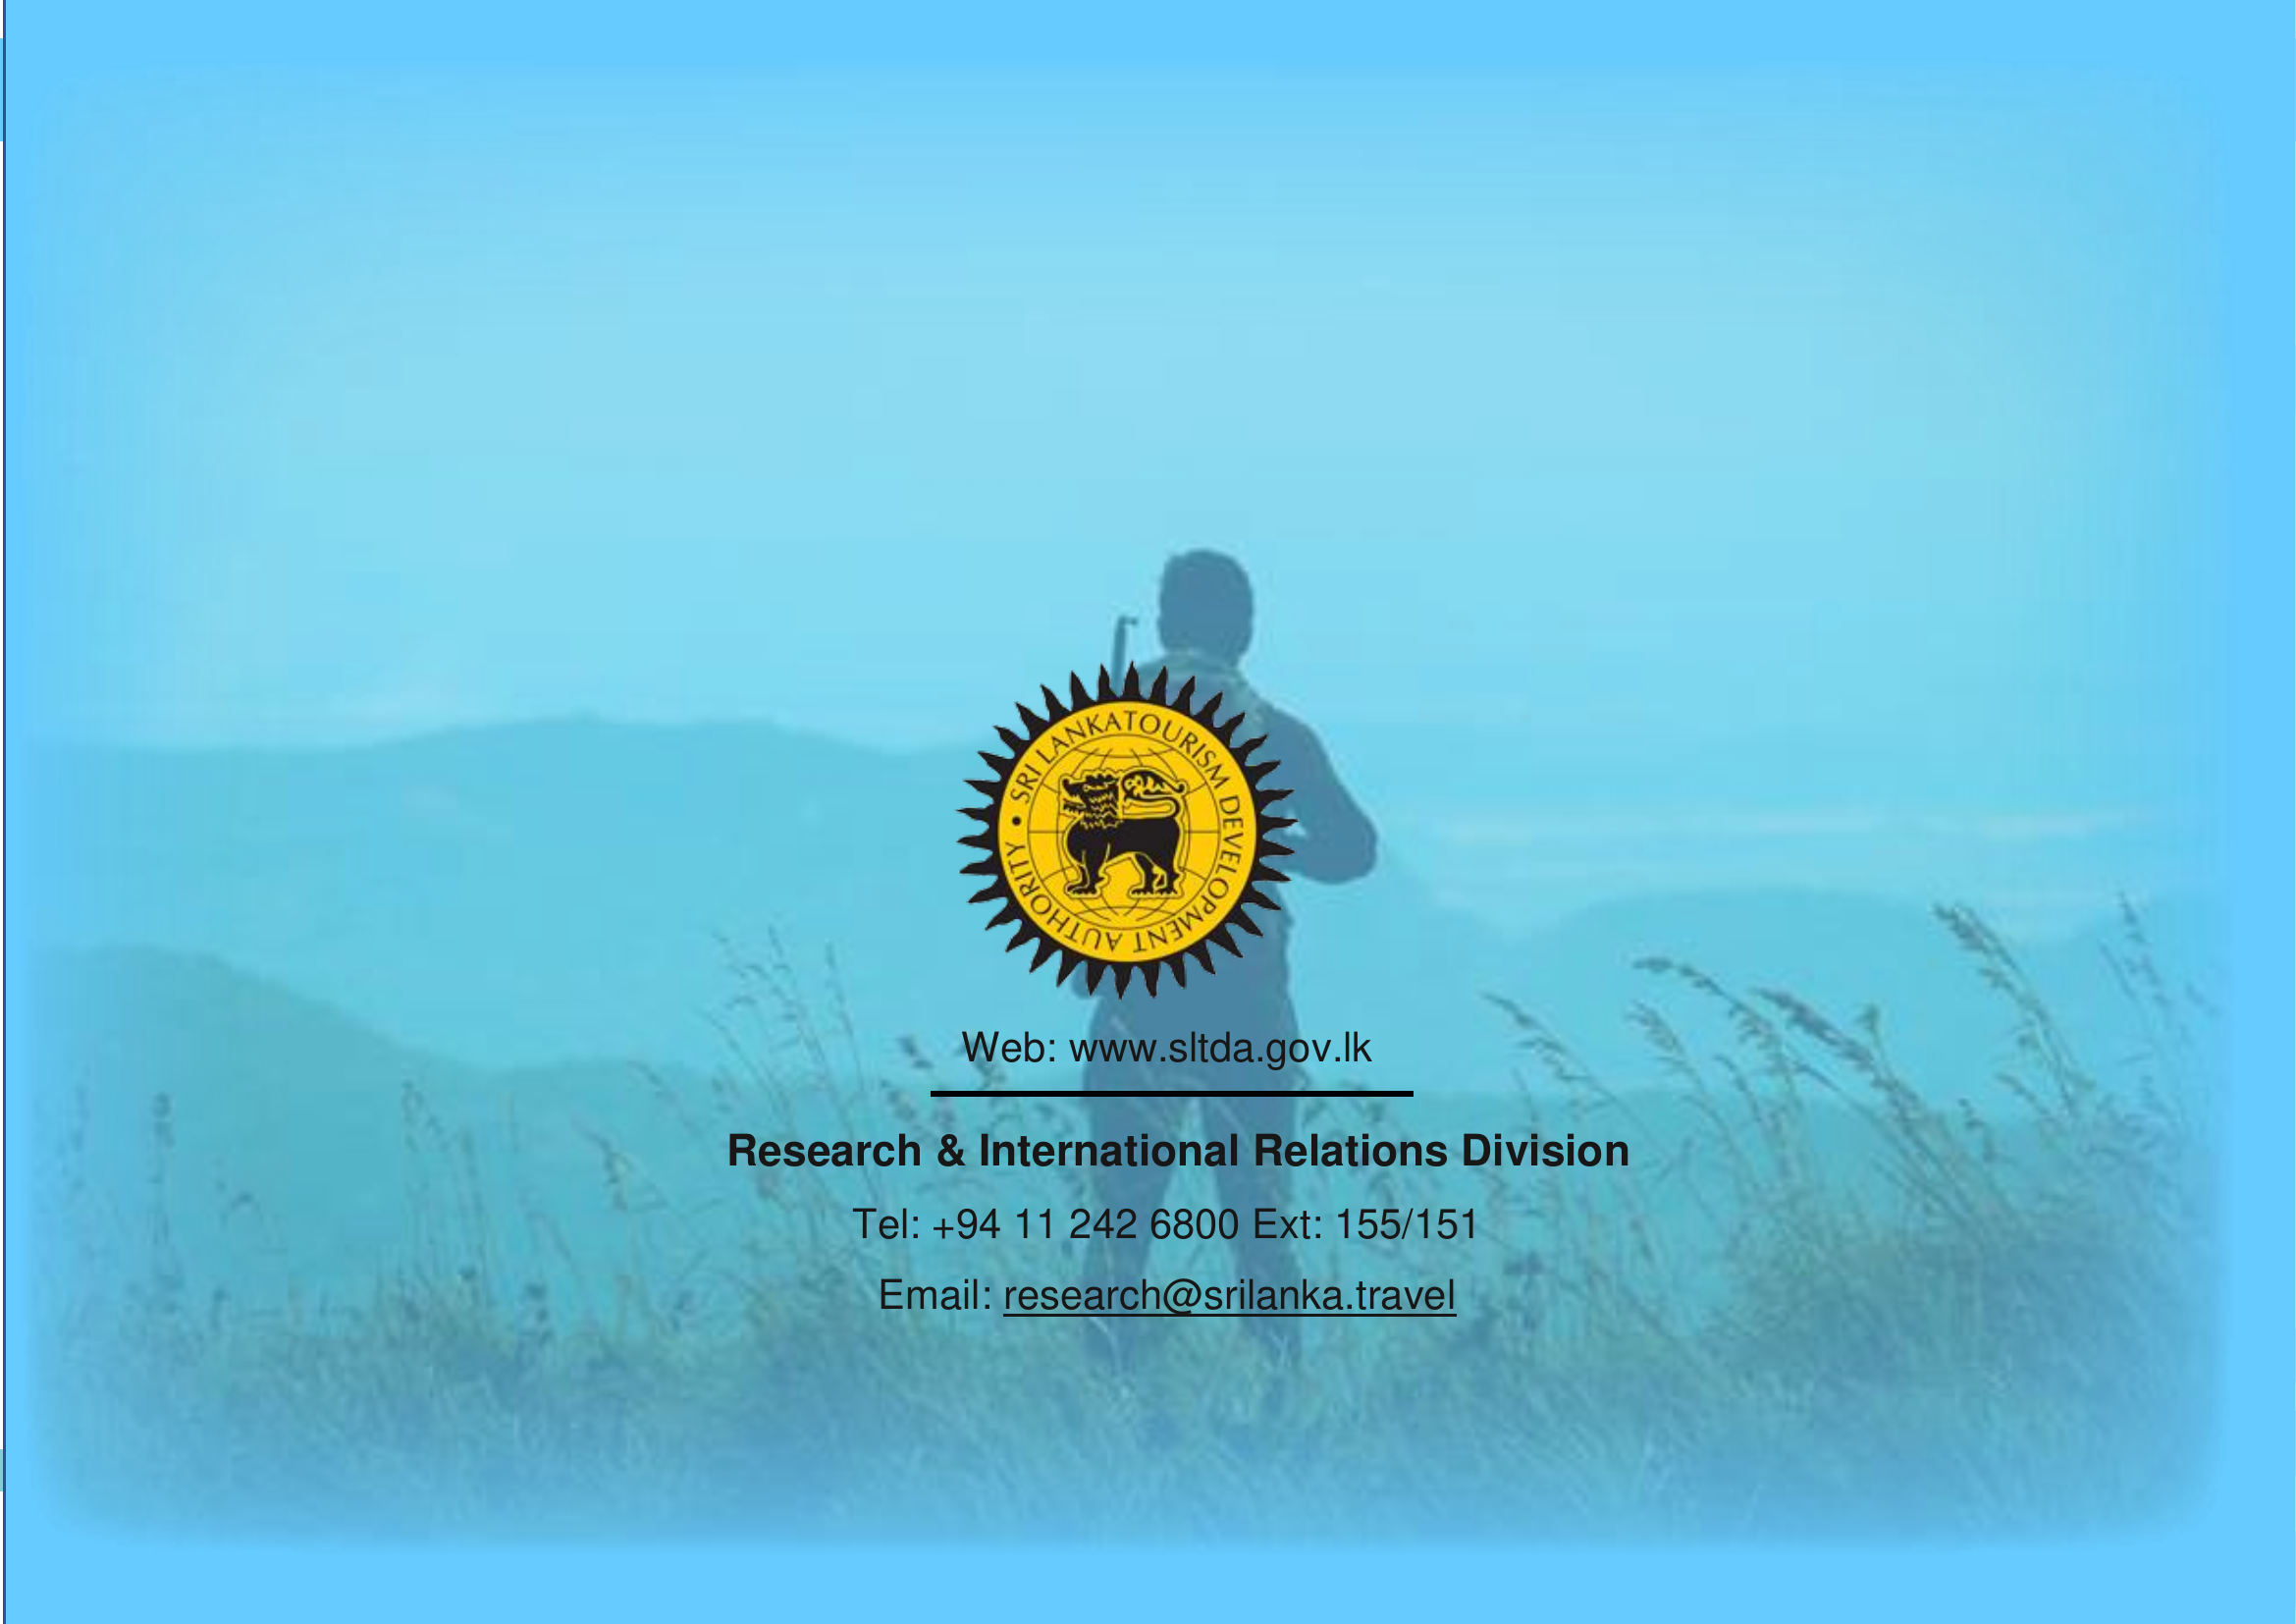 SRI LANKA TOURISM DEVELOPMENT AUTHORITY •
Web: www.sltda.gov.lk
Research & International Relations Division
Tel: +94 11 242 6800 Ext: 155/151
Email: research@srilanka.travel